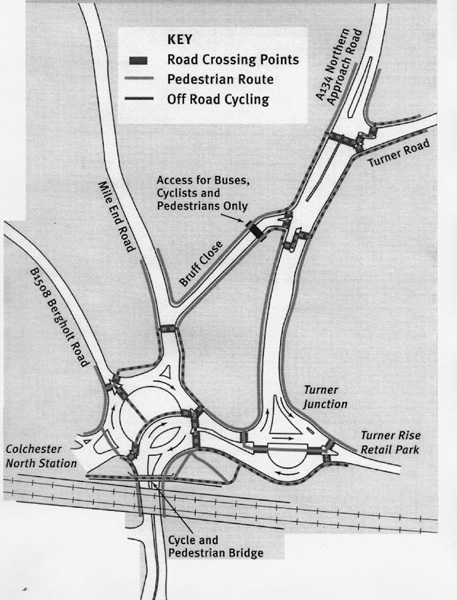 KEY
Road Crossing Points
Pedestrian Route
Off Road Cycling
A134 Northern
Approach Road
Turner Road
Access for Buses,
Cyclists and
Pedestrians Only
Mile End Road
Bruff Close
B1508 Bergholt Road
Turner
Junction
Colchester
North Station
Turner Rise
Retail Park
Cycle and
Pedestrian Bridge